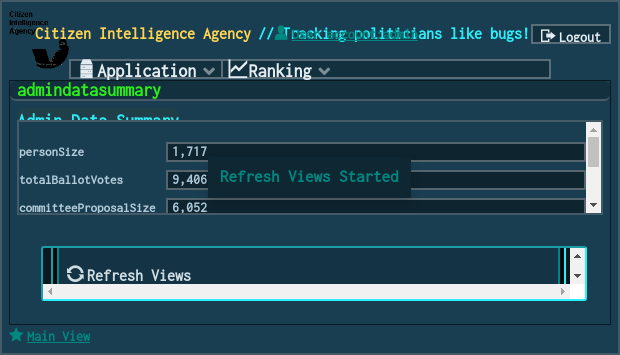 Citizen
Intelligence
Agency
Citizen Intelligence Agency // Tracking politicians like bugs!
Logout
Application
Ranking
admindatasummary
Admin Data Summary
personSize 1,717
totalBallotVotes 9,406
committeeProposalSize 6,052
Refresh Views Started
Refresh Views
Main View